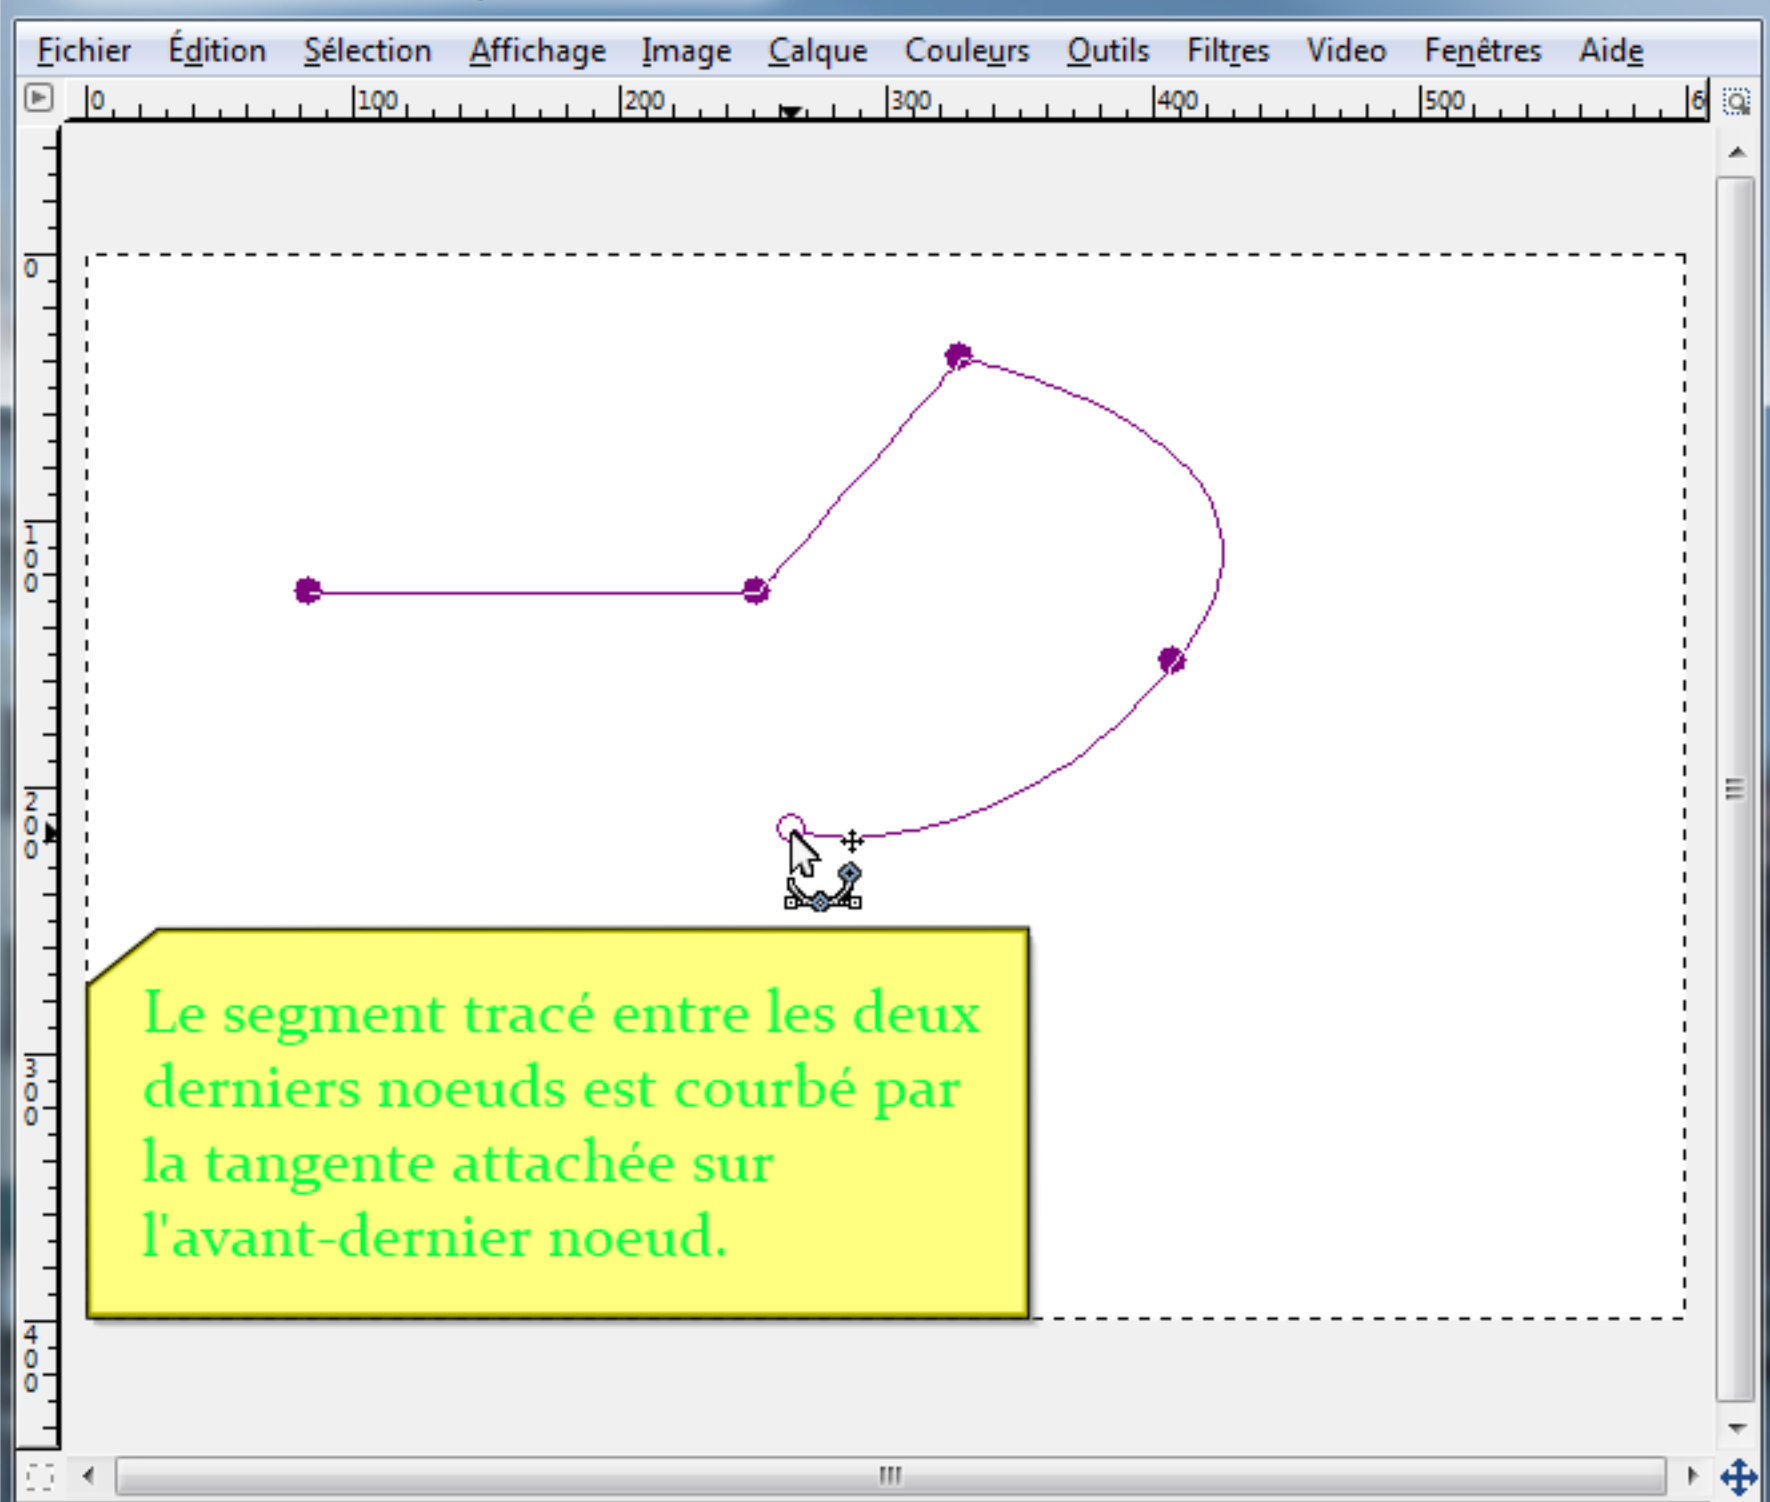 Fichier Édition Sélection Affichage Image Calque Couleurs Outils Filtres Video Fenêtres Aide
0 100 200 300 400 500 6
0
100
200
300
400
Le segment tracé entre les deux
derniers noeuds est courbé par
la tangente attachée sur
l'avant-dernier noeud.